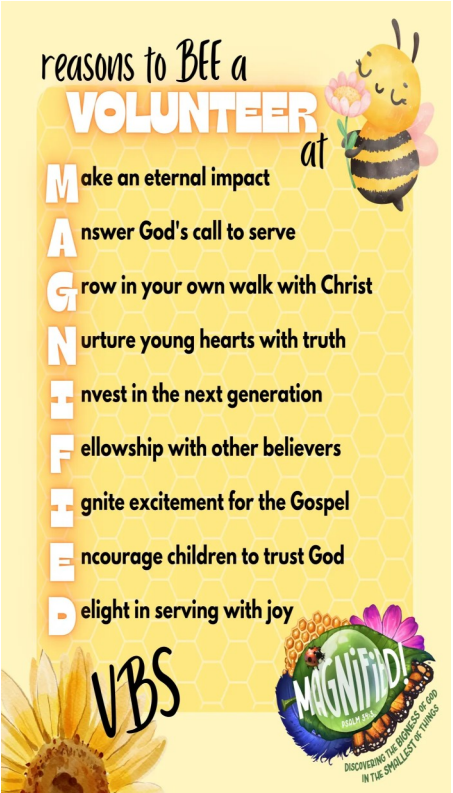 reasons to BEE a
VOLUNTEER
at
Make an eternal impact
Answer God's call to serve
Grow in your own walk with Christ
Nurture young hearts with truth
Invest in the next generation
Fellowship with other believers
Ignite excitement for the Gospel
Encourage children to trust God
Delight in serving with joy
VBS
MAGNiFiED!
PSALM 34:3
DISCOVERING THE BIGNESS OF GOD
IN THE SMALLEST OF THINGS